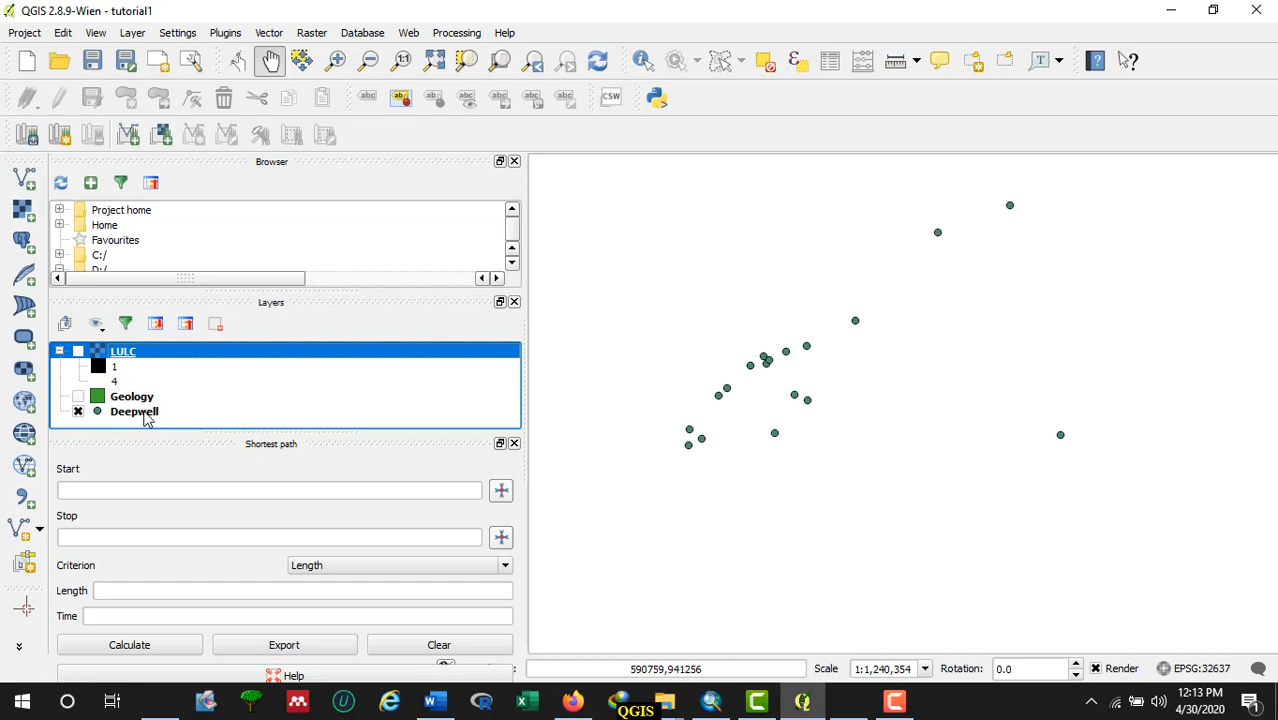 QGIS 2.8.9-Wien - tutorial1
Project Edit View Layer Settings Plugins Vector Raster Database Web Processing Help
CSW
Browser
Project home
Home
Favourites
C:/
D:/
Layers
LULC
1
4
Geology
Deepwell
Shortest path
Start
Stop
Criterion Length
Length
Time
Calculate Export Clear
Help
590759,941256 Scale 1:1,240,354 Rotation: 0.0 Render EPSG:32637
QGIS
12:13 PM
4/30/2020